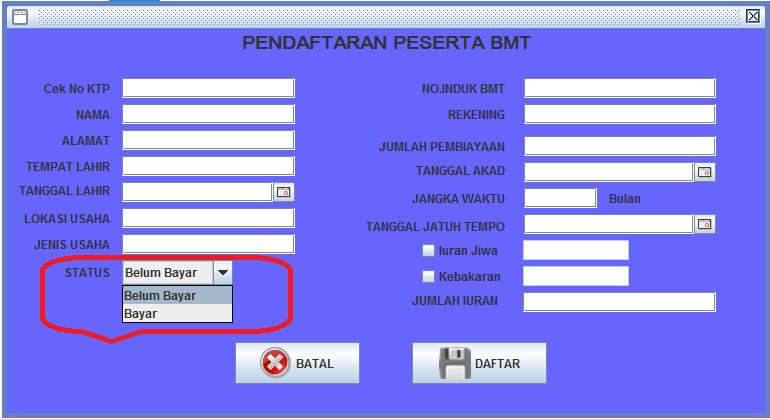 PENDAFTARAN PESERTA BMT
Cek No KTP
NAMA
ALAMAT
TEMPAT LAHIR
TANGGAL LAHIR
LOKASI USAHA
JENIS USAHA
STATUS Belum Bayar
Belum Bayar
Bayar
NO.INDUK BMT
REKENING
JUMLAH PEMBIAYAAN
TANGGAL AKAD
JANGKA WAKTU Bulan
TANGGAL JATUH TEMPO
Iuran Jiwa
Kebakaran
JUMLAH IURAN
BATAL
DAFTAR